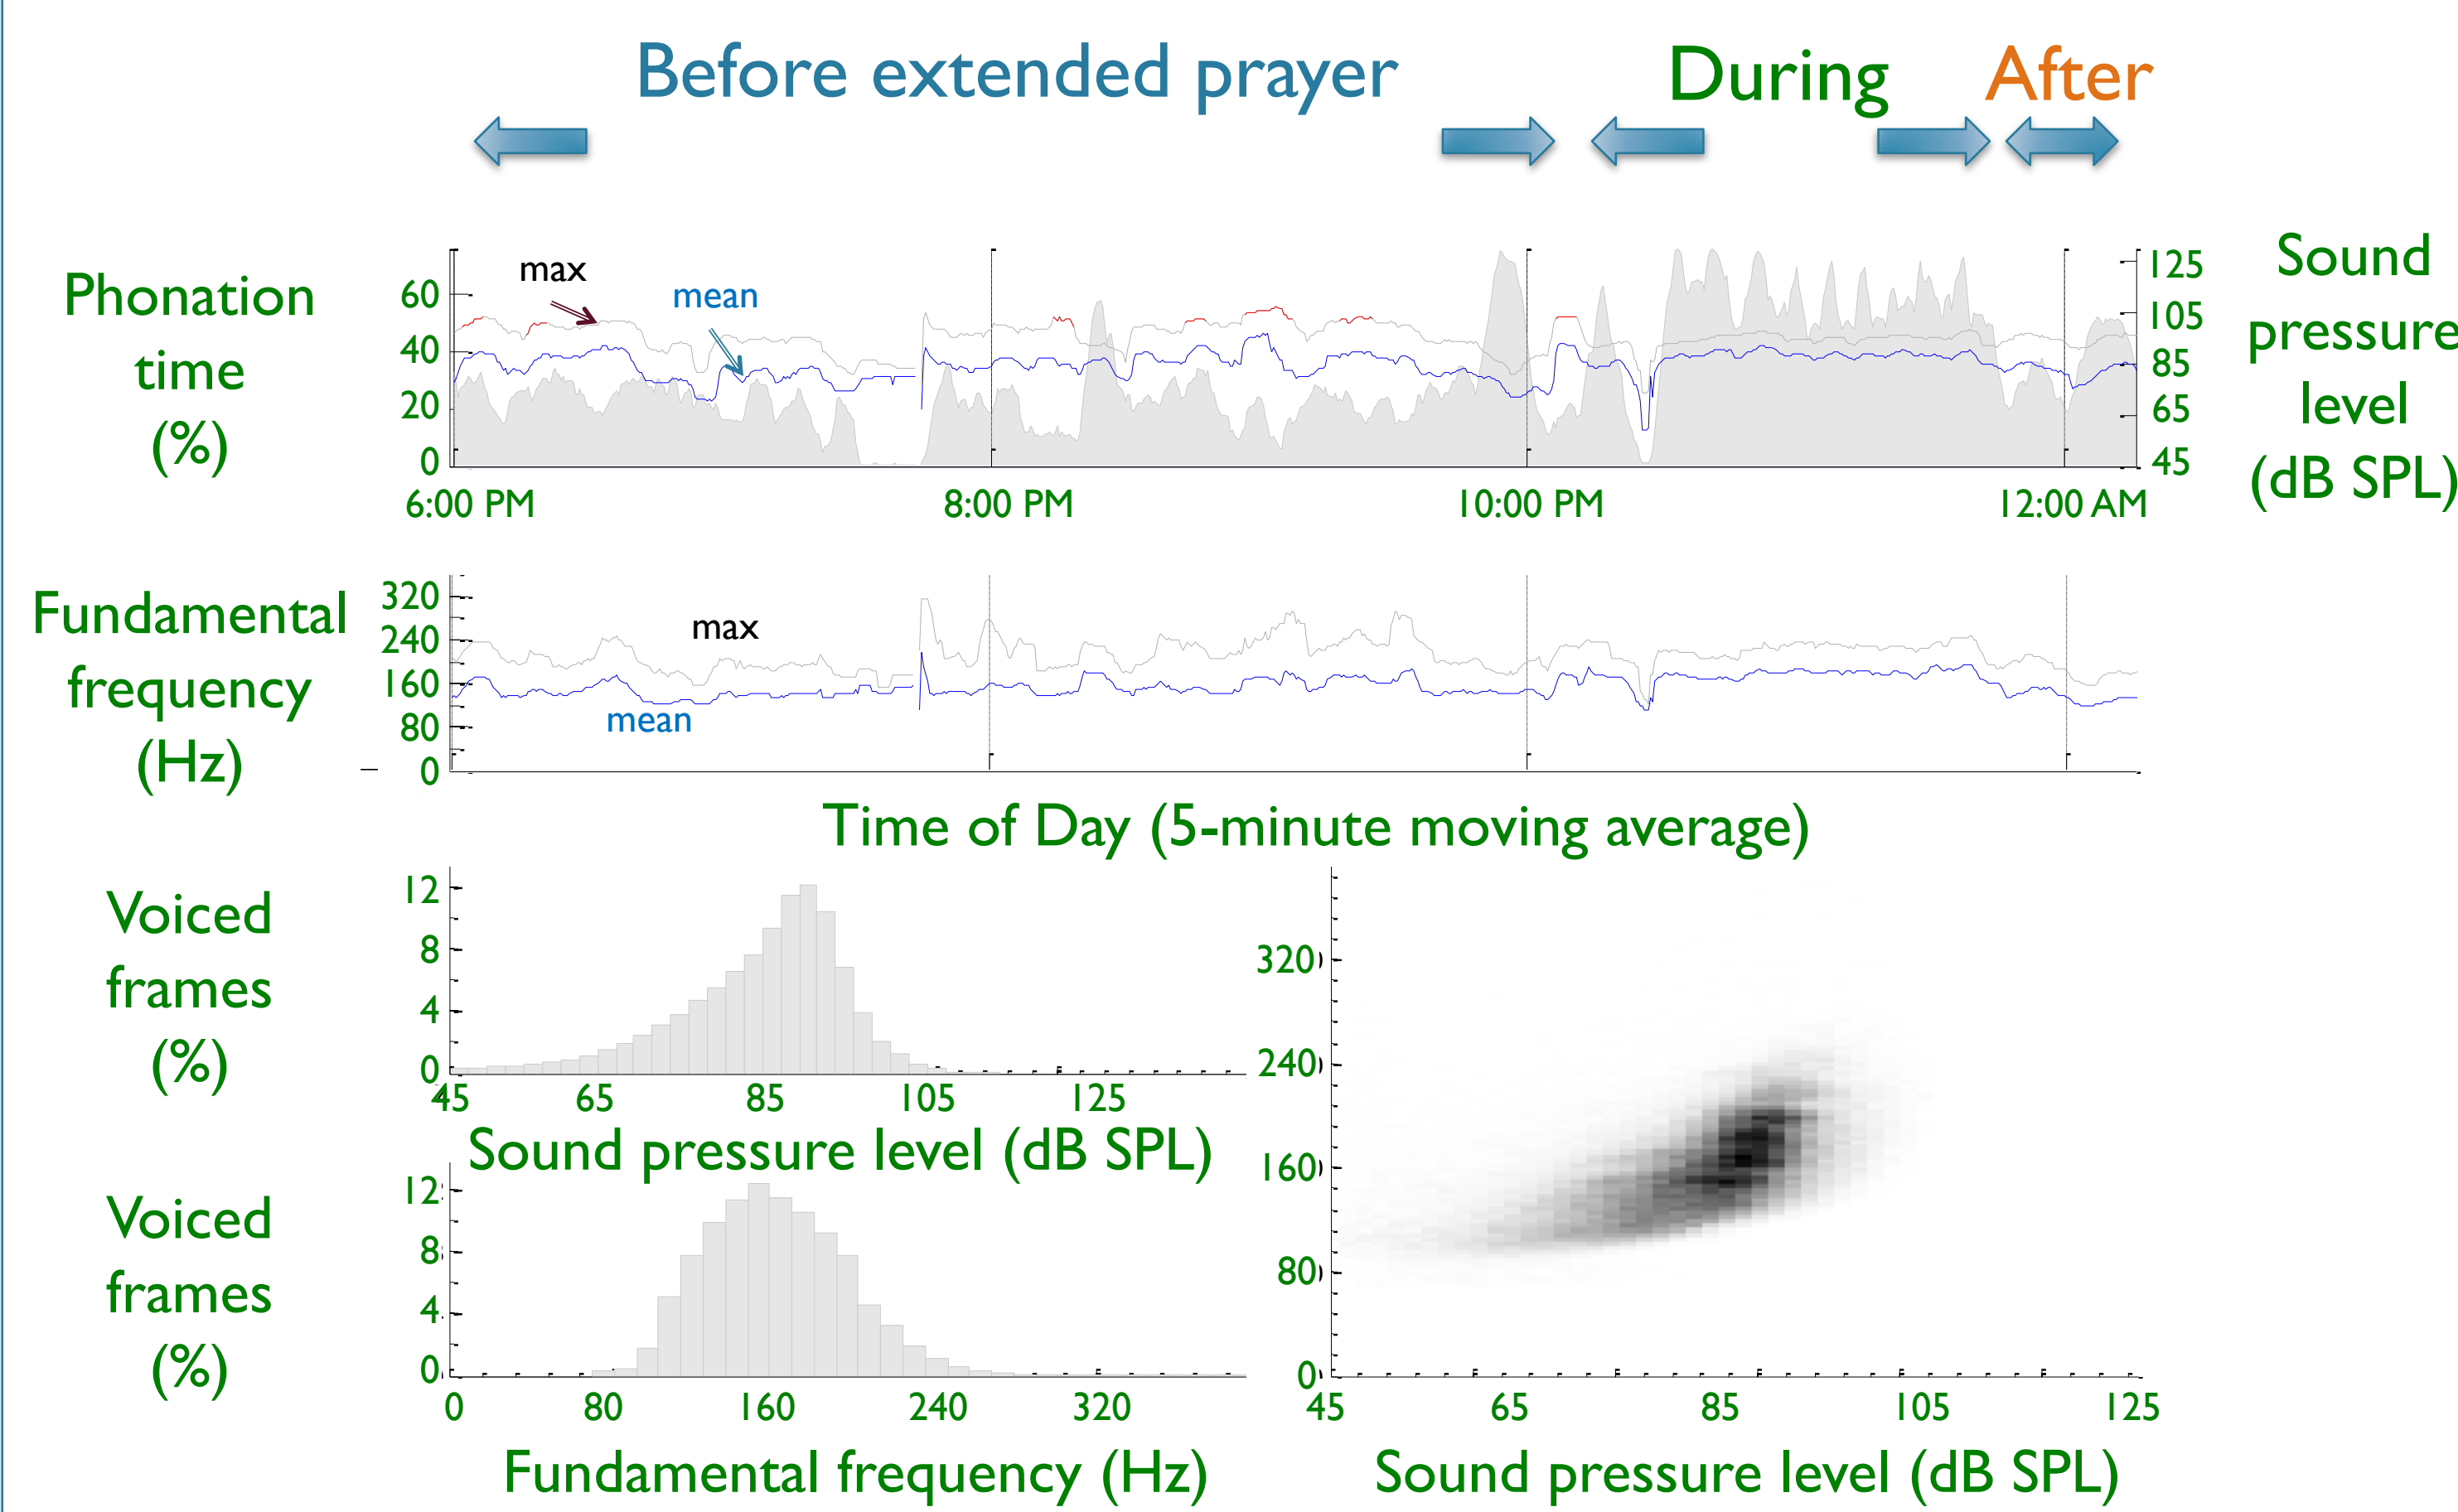 Before extended prayer
During
After
Phonation
time
(%)
max
mean
60
40
20
0
125
105
85
65
45
Sound
pressure
level
(dB SPL)
6:00 PM
8:00 PM
10:00 PM
12:00 AM
Fundamental
frequency
(Hz)
320
240
160
80
0
max
mean
Time of Day (5-minute moving average)
Voiced
frames
(%)
12
8
4
0
45
65
85
105
125
Sound pressure level (dB SPL)
Voiced
frames
(%)
12
8
4
0
0
80
160
240
320
Fundamental frequency (Hz)
320
240
160
80
0
45
65
85
105
125
Sound pressure level (dB SPL)